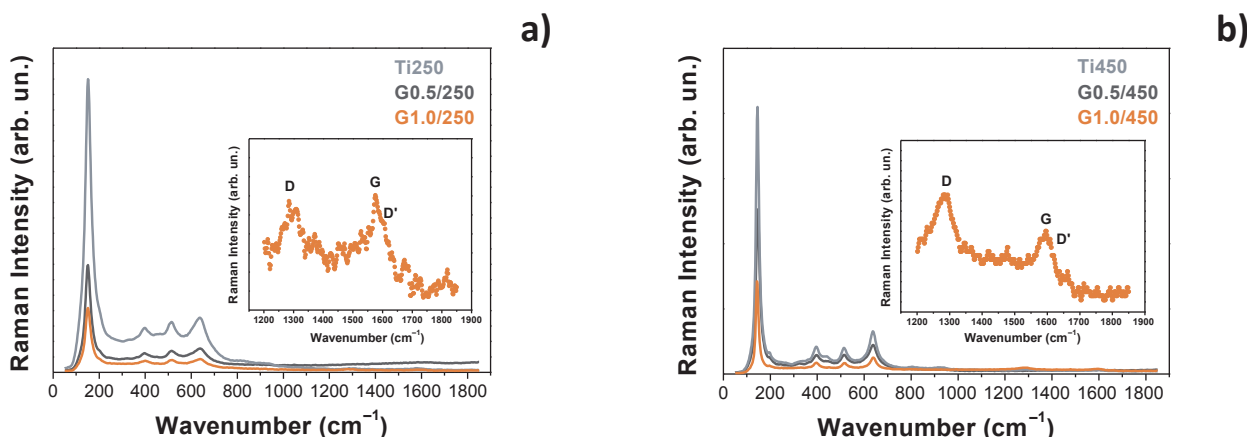 a)
Raman Intensity (arb. un.)
Ti250
G0.5/250
G1.0/250
Raman Intensity (arb. un.)
D
G
D'
1200 1300 1400 1500 1600 1700 1800 1900
Wavenumber (cm⁻¹)
0 200 400 600 800 1000 1200 1400 1600 1800
Wavenumber (cm⁻¹)
b)
Raman Intensity (arb. un.)
Ti450
G0.5/450
G1.0/450
Raman Intensity (arb. un.)
D
G
D'
1200 1300 1400 1500 1600 1700 1800 1900
Wavenumber (cm⁻¹)
0 200 400 600 800 1000 1200 1400 1600 1800
Wavenumber (cm⁻¹)